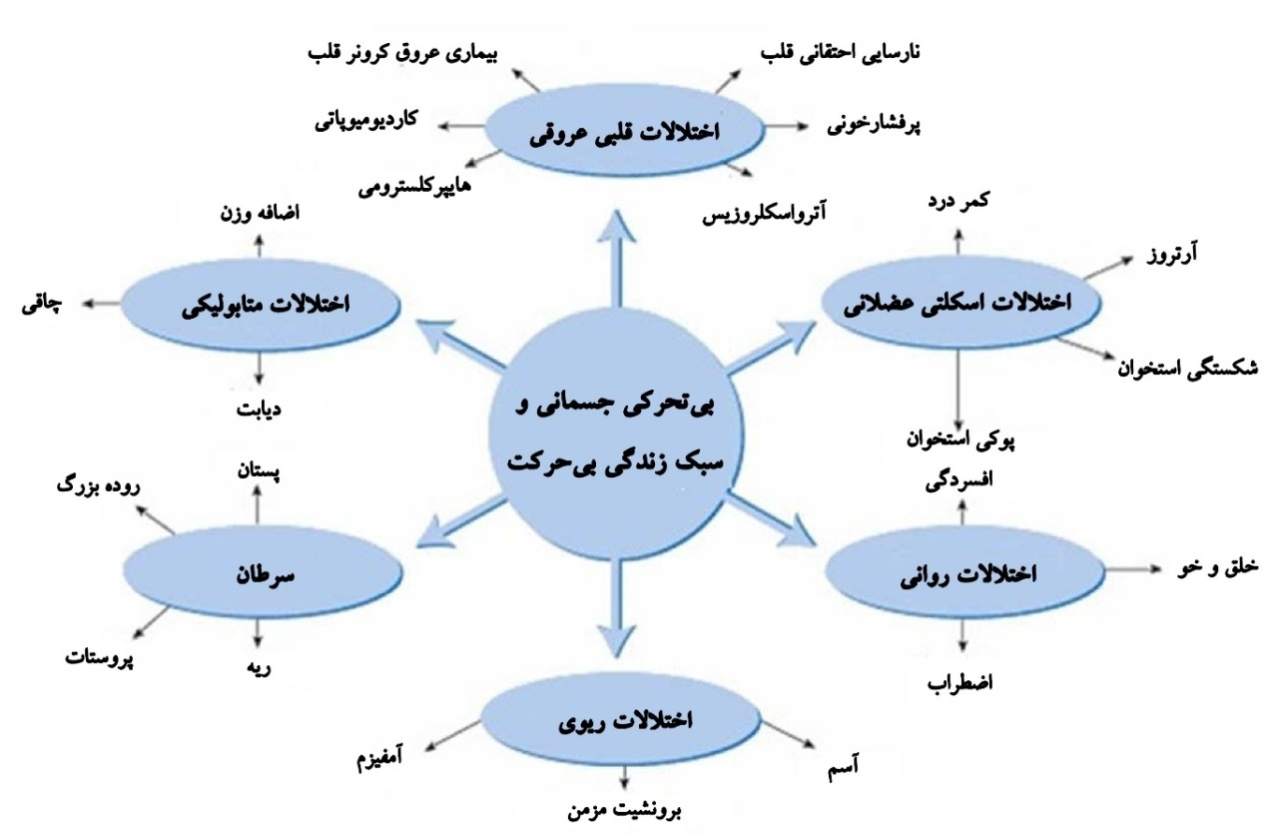 نارسایی احتقانی قلب
بیماری عروق کرونر قلب
اختلالات قلبی عروقی
پرفشارخونی
کاردیومیوپاتی
هایپرکلسترومی
آترواسکلروزیس
کمر درد
آرتروز
اختلالات اسکلتی عضلانی
شکستگی استخوان
پوکی استخوان
اضافه وزن
اختلالات متابولیکی
چاقی
دیابت
بی‌تحرکی جسمانی و
سبک زندگی بی‌حرکت
افسردگی
اختلالات روانی
خلق و خو
اضطراب
پستان
روده بزرگ
سرطان
پروستات
ریه
اختلالات ریوی
آسم
برونشیت مزمن
آمفیزم